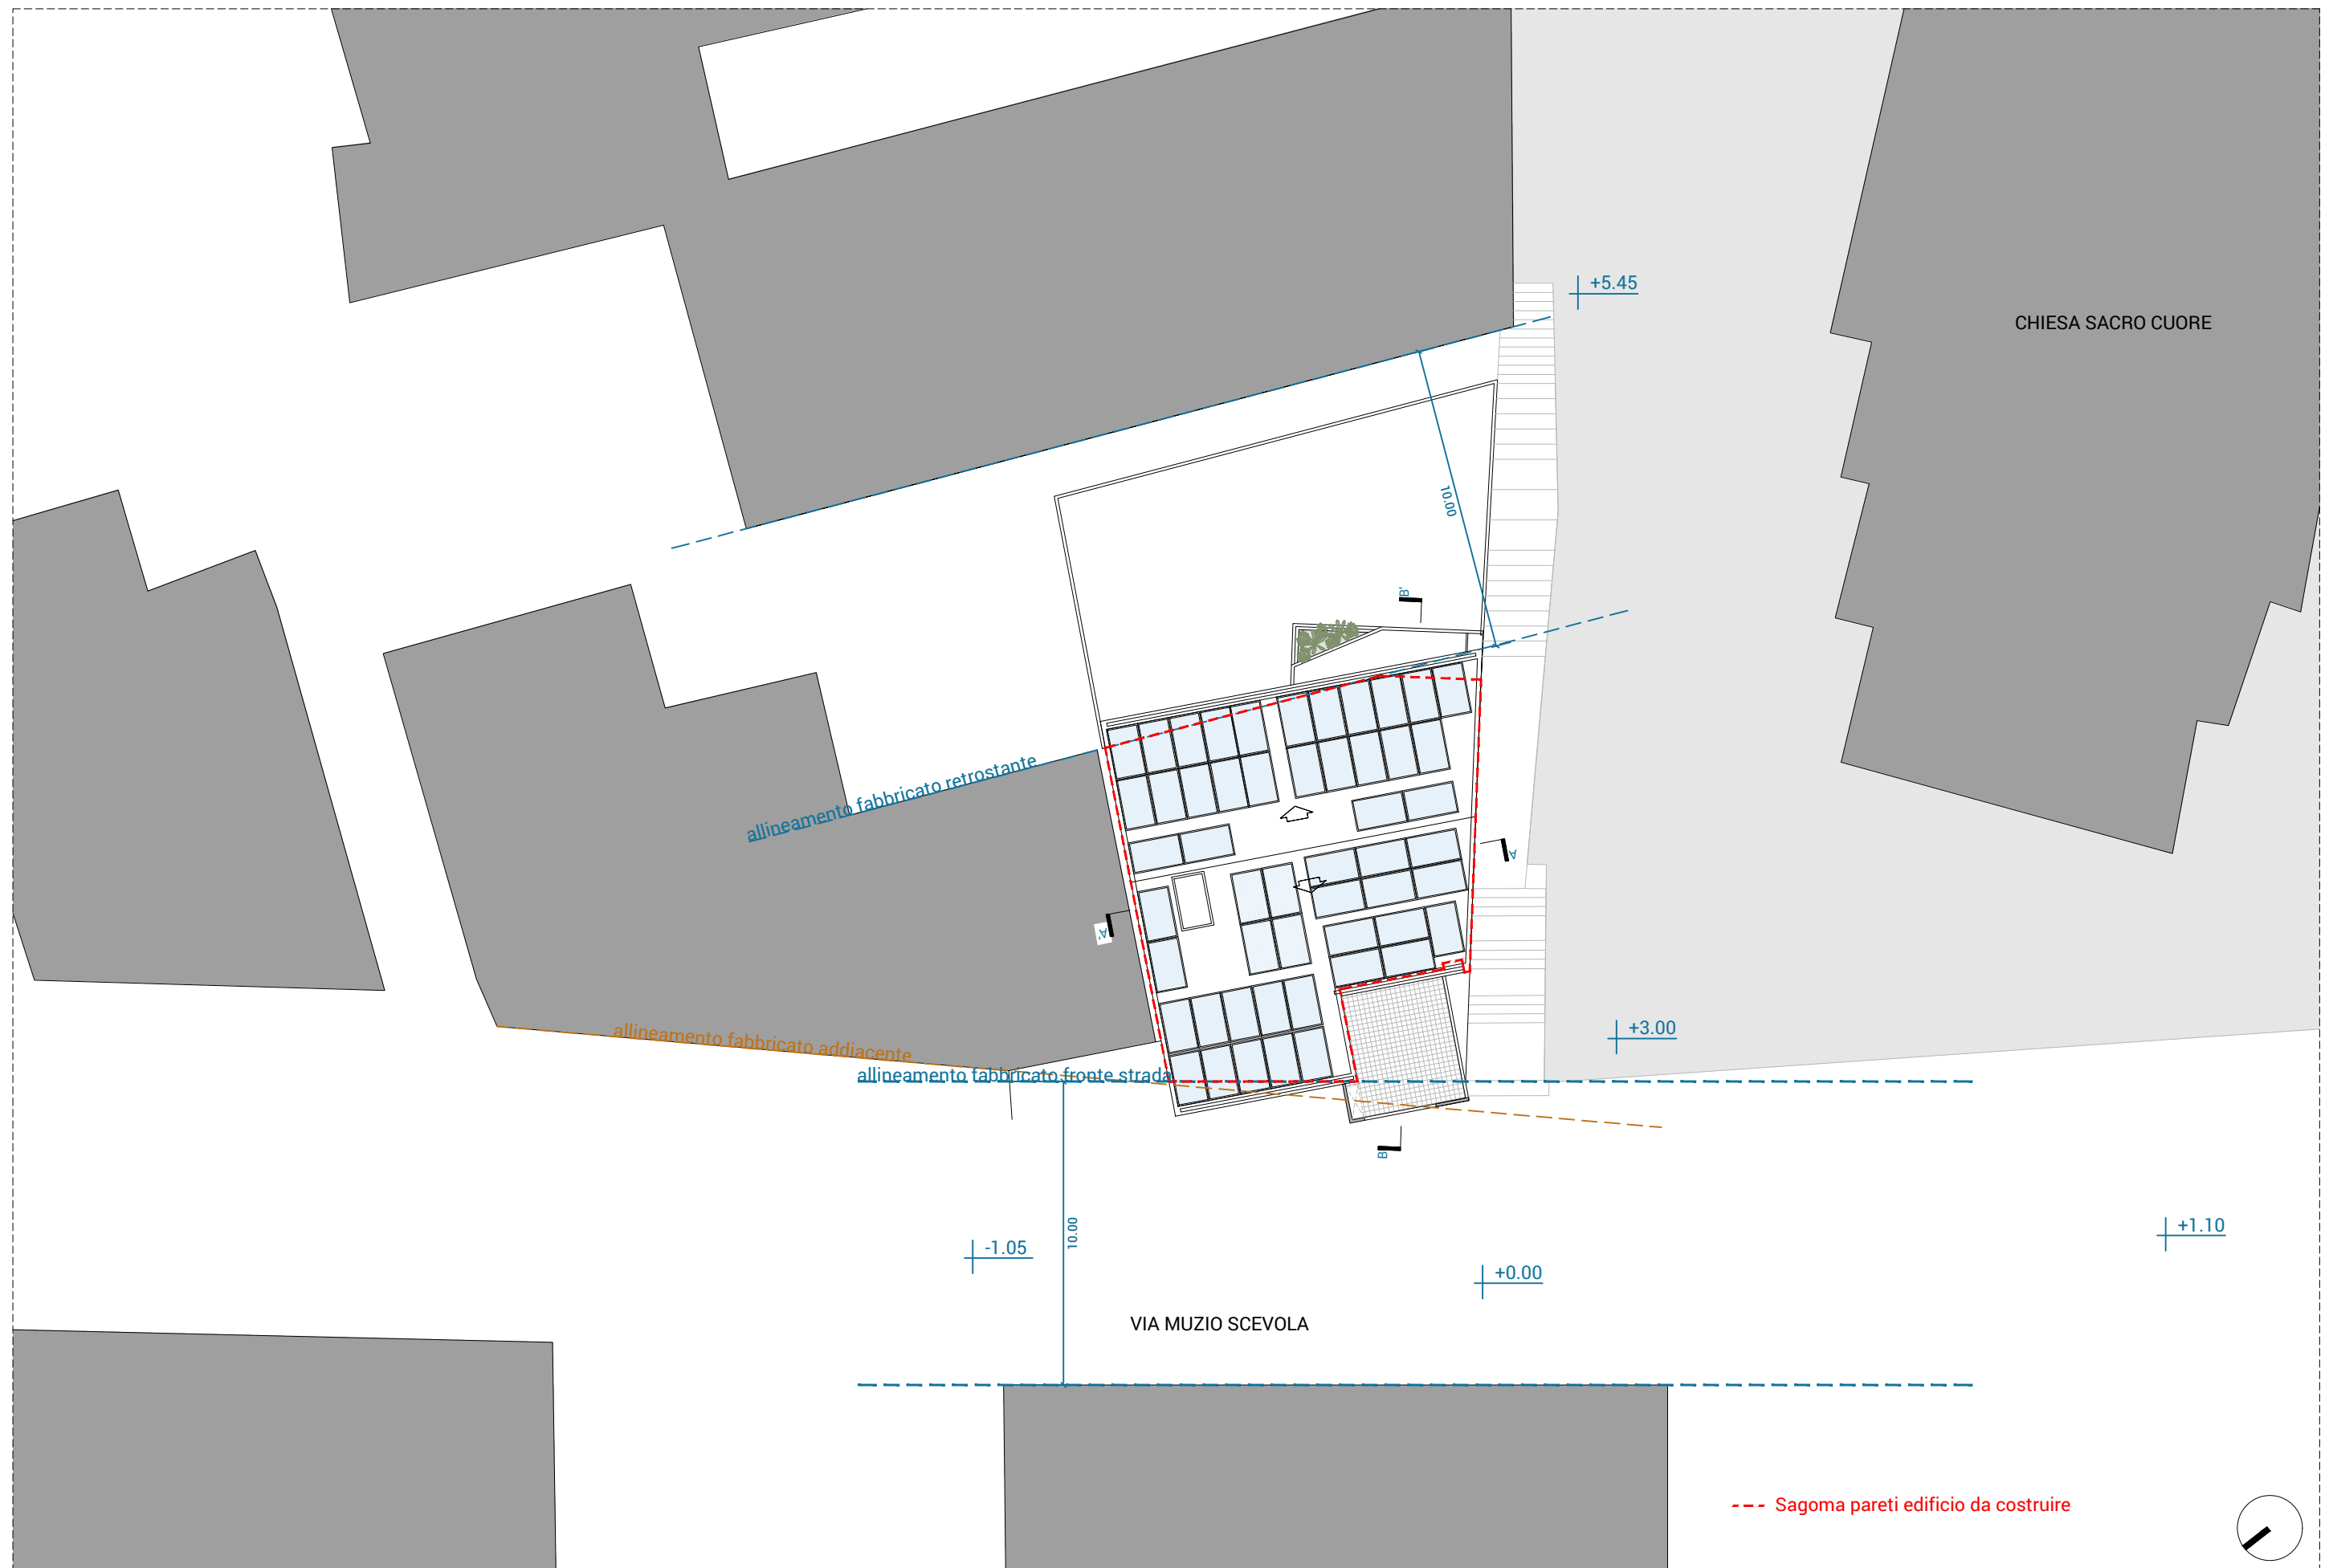 +5.45
CHIESA SACRO CUORE
10.00
B'
allineamento fabbricato retrostante
A
A'
+3.00
allineamento fabbricato addiacente
allineamento fabbricato fronte strada
B
+1.10
10.00
-1.05
+0.00
VIA MUZIO SCEVOLA
Sagoma pareti edificio da costruire